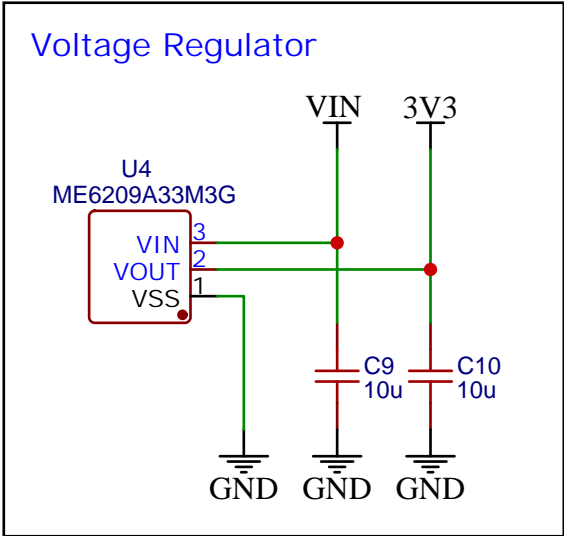 Voltage Regulator
VIN 3V3
U4
ME6209A33M3G
VIN 3
VOUT 2
VSS 1
C9 C10
10u 10u
GND GND GND